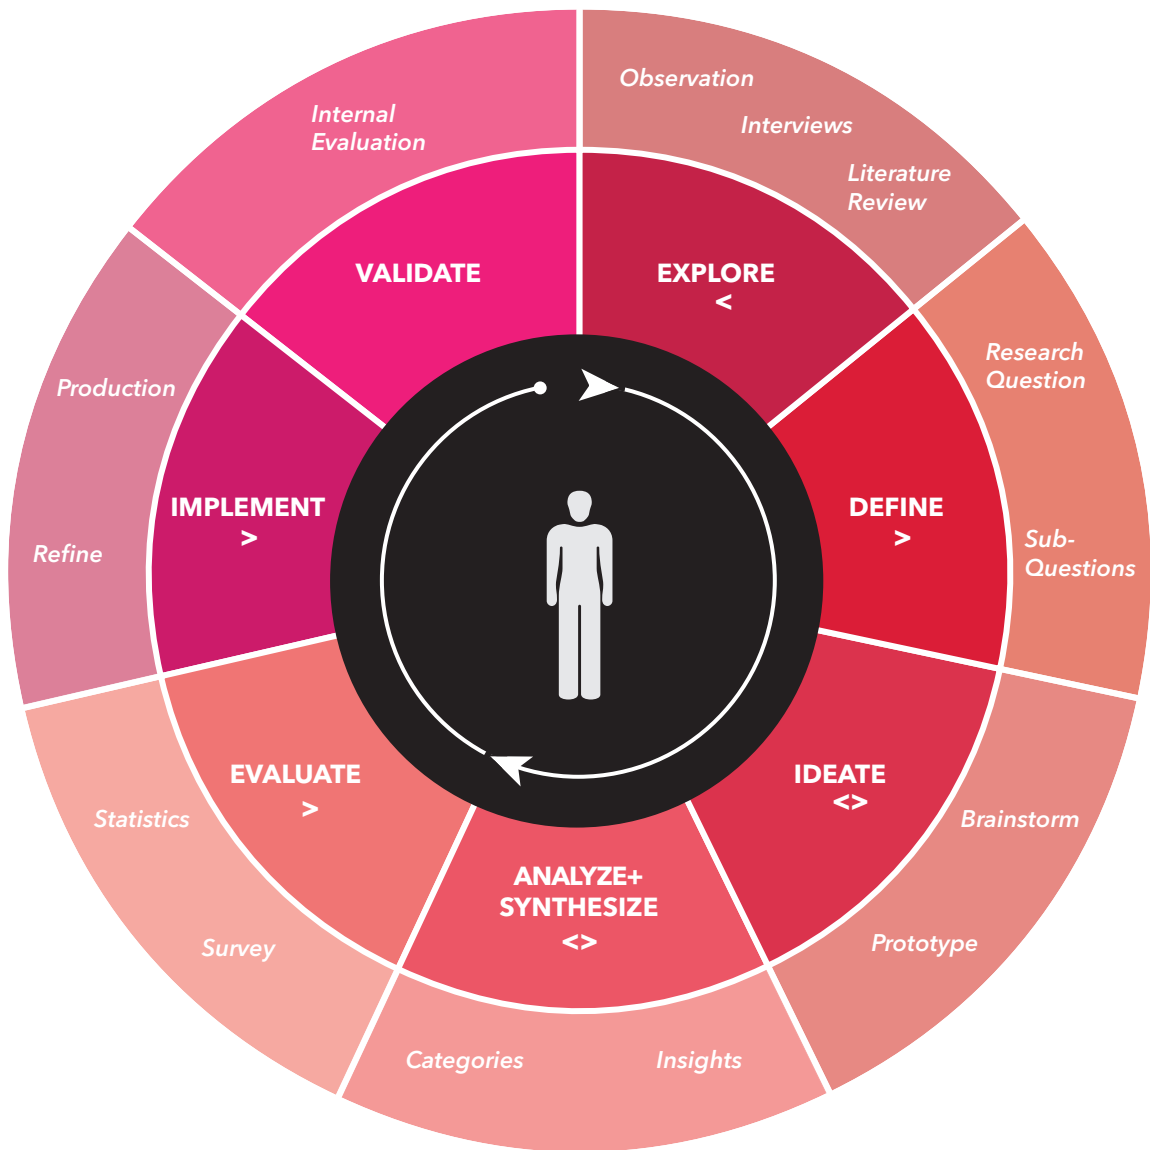 Observation
Interviews
Literature
Review
EXPLORE
<
Research
Question
Sub-
Questions
DEFINE
>
IDEATE
<>
Brainstorm
Prototype
ANALYZE+
SYNTHESIZE
<>
Insights
Categories
EVALUATE
>
Survey
Statistics
IMPLEMENT
>
Refine
Production
VALIDATE
Internal
Evaluation